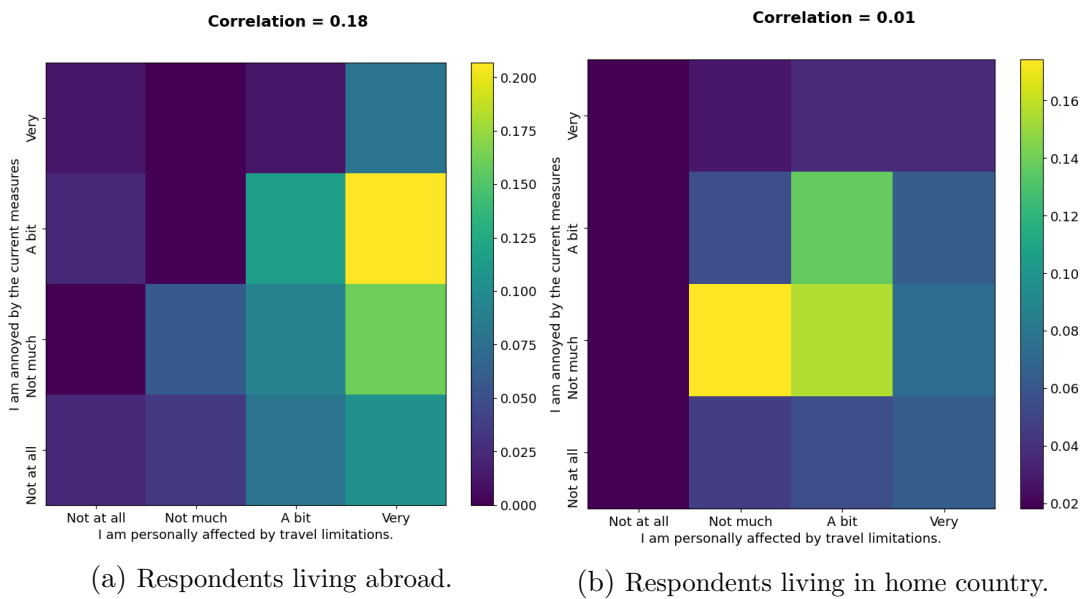 Correlation = 0.18
Very
A bit
Not much
Not at all
I am annoyed by the current measures
Not at all Not much A bit Very
I am personally affected by travel limitations.
0.200
0.175
0.150
0.125
0.100
0.075
0.050
0.025
0.000
(a) Respondents living abroad.
Correlation = 0.01
Very
A bit
Not much
Not at all
I am annoyed by the current measures
Not at all Not much A bit Very
I am personally affected by travel limitations.
0.16
0.14
0.12
0.10
0.08
0.06
0.04
0.02
(b) Respondents living in home country.